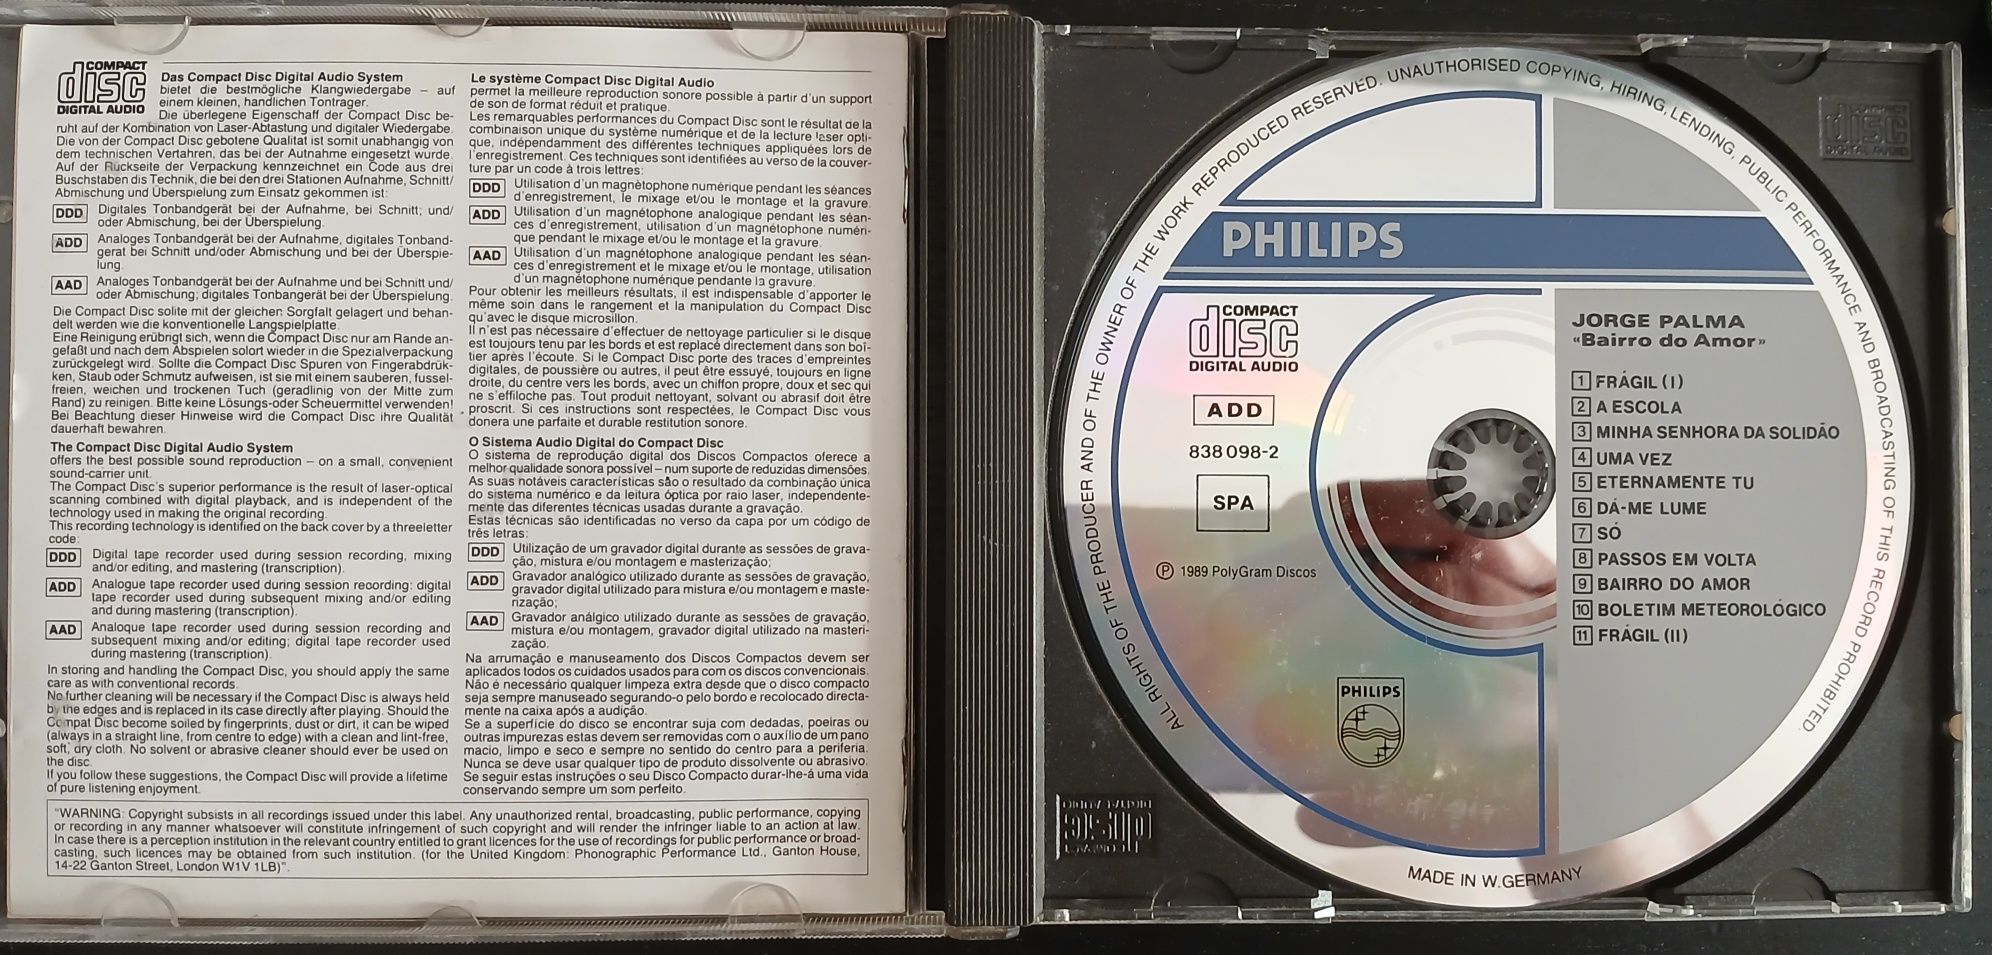 COMPACT
disc
DIGITAL AUDIO
Das Compact Disc Digital Audio System
bietet die bestmögliche Klangwiedergabe – auf
einem kleinen, handlichen Tontrager.
Die überlegene Eigenschaff der Compact Disc be-
ruht auf der Kombination von Laser-Abtastung und digitaler Wiedergabe.
Die von der Compact Disc gebotene Qualitat ist somit unabhangig von
dem technischen Vertahren, das bei der Autnahme eingesetzt wurde.
Auf der Rückseite der Verpackung kennzeichnet ein Code aus drei
Buschstaben dis Technik, die bei den drei Stationen Aufnahme, Schnitt/
Abmischung und Überspielung zum Einsatz gekommen ist:
DDD Digitales Tonbandgerät bei der Aufnahme, bei Schnitt; und/
oder Abmischung, bei der Überspielung.
ADD Analoges Tonbandgerät bei der Aufnahme, digitales Tonband-
gerat bei Schnitt und/oder Abmischung und bei der Überspie-
lung.
AAD Analoges Tonbandgerät bei der Aufnahme und bei Schnitt und/
oder Abmischung; digitales Tonbangerät bei der Überspielung.
Die Compact Disc solite mit der gleichen Sorgfalt gelagert und behan-
delt werden wie die konventionelle Langspielplatte.
Eine Reinigung erübrigt sich, wenn die Compact Disc nur am Rande an-
gefaßt und nach dem Abspielen solort wieder in die Spezialverpackung
zurückgelegt wird. Sollte die Compact Disc Spuren von Fingerabdrük-
ken, Staub oder Schmutz aufweisen, ist sie mit einem sauberen, fussel-
freien, weichen und trockenen Tuch (geradlinig von der Mitte zum
Rand) zu reinigen. Bitte keine Lösungs-oder Scheuermittel verwenden!
Bei Beachtung dieser Hinweise wird die Compact Disc ihre Qualität
dauerhaft bewahren.
The Compact Disc Digital Audio System
offers the best possible sound reproduction – on a small, convenient
sound-carrier unit.
The Compact Disc's superior performance is the result of laser-optical
scanning combined with digital playback, and is independent of the
technology used in making the original recording.
This recording technology is identified on the back cover by a threeletter
code:
DDD Digital tape recorder used during session recording, mixing
and/or editing, and mastering (transcription).
ADD Analogue tape recorder used during session reording: digital
tape recorder used during subsequent mixing and/or editing
and during mastering (transcription).
AAD Analoque tape recorder used during session recording and
subsequent mixing and/or editing; digital tape recorder used
during mastering (transcription).
In storing and handling the Compact Disc, you should apply the same
care as with conventional records.
No further cleaning will be necessary if the Compact Disc is always held
by the edges and is replaced in its case directly after playing. Should the
Compat Disc become soiled by fingerprints, dust or dirt, it can be wiped
(always in a straight line, from centre to edge) with a clean and lint-free,
soft, dry cloth. No solvent or abrasive cleaner should ever be used on
the disc.
If you follow these suggestions, the Compact Disc will provide a lifetime
of pure listening enjoyment.
Le système Compact Disc Digital Audio
permet la meilleure reproduction sonore possible à partir d'un support
de son de format réduit et pratique.
Les remarquables performances du Compact Disc sont le résultat de la
combinaison unique du système numérique et de la lecture laser opti-
que, indépendamment des différentes techniques appliquées lors de
l'enregistrement. Ces techniques sont identifiées au verso de la couver-
ture par un code à trois lettres:
DDD Utilisation d'un magnètophone numérique pendant les séances
d'enregistrement, le mixage et/ou le montage et la gravure.
ADD Utilisation d'un magnétophone analogique pendant les séan-
ces d'enregistrement, utilisation d'un magnétophone numéri-
que pendant le mixage et/ou le montage et la gravure.
AAD Utilisation d'un magnétophone analogique pendant les séan-
ces d'enregistrement et le mixage et/ou le montage, utilisation
d'un magnétophone numérique pendante la gravure.
Pour obtenir les meilleurs résultats, il est indispensable d'apporter le
même soin dans le rangement et la manipulation du Compact Disc
qu'avec le disque microsillon.
Il n'est pas nécessaire d'effectuer de nettoyage particulier si le disque
est toujours tenu par les bords et est replacé directement dans son boî-
tier après l'écoute. Si le Compact Disc porte des traces d'empreintes
digitales, de poussière ou autres, il peut être essuyé, toujours en ligne
droite, du centre vers les bords, avec un chiffon propre, doux et sec qui
ne s'effiloche pas. Tout produit nettoyant, solvant ou abrasif doit être
proscrit. Si ces instructions sont respectées, le Compact Disc vous
donera une parfaite et durable restitution sonore.
O Sistema Audio Digital do Compact Disc
O sistema de reprodução digital dos Discos Compactos oferece a
melhor qualidade sonora possível – num suporte de reduzidas dimensões.
As suas notáveis características são o resultado da combinação única
do sistema numérico e da leitura óptica por raio laser, independente-
mente das diferentes técnicas usadas durante a gravação.
Estas técnicas são identificadas no verso da capa por um código de
três letras:
DDD Utilização de um gravador digital durante as sessões de grava-
ção, mistura e/ou montagem e masterização;
ADD Gravador analógico utilizado durante as sessões de gravação,
gravador digital utilizado para mistura e/ou montagem e maste-
rização;
AAD Gravador análgico utilizado durante as sessões de gravação,
mistura e/ou montagem, gravador digital utilizado na masteri-
zação.
Na arrumação e manuseamento dos Discos Compactos devem ser
aplicados todos os cuidados usados para com os discos convencionais.
Não é necessário qualquer limpeza extra desde que o disco compacto
seja sempre manuseado segurando-o pelo bordo e recolocado directa-
mente na caixa após a audição.
Se a superfície do disco se encontrar suja com dedadas, poeiras ou
outras impurezas estas devem ser removidas com o auxílio de um pano
macio, limpo e seco e sempre no sentido do centro para a periferia.
Nunca se deve usar qualquer tipo de produto dissolvente ou abrasivo.
Se seguir estas instruções o seu Disco Compacto durar-lhe-á uma vida
conservando sempre um som perfeito.
"WARNING: Copyright subsists in all recordings issued under this label. Any unauthorized rental, broadcasting, public performance, copying
or recording in any manner whatsoever will constitute infringement of such copyright and will render the infringer liable to an action at law.
In case there is a perception institution in the relevant country entitled to grant licences for the use of recordings for public performance or broad-
casting, such licences may be obtained from such institution. (for the United Kingdom: Phonographic Performance Ltd., Ganton House,
14-22 Ganton Street, London W1V 1LB)".
ALL RIGHTS OF THE PRODUCER AND OF THE OWNER OF THE WORK REPRODUCED RESERVED. UNAUTHORISED COPYING, HIRING, LENDING, PUBLIC PERFORMANCE AND BROADCASTING OF THIS RECORD PROHIBITED
PHILIPS
COMPACT
disc
DIGITAL AUDIO
ADD
838 098-2
SPA
℗ 1989 PolyGram Discos
PHILIPS
JORGE PALMA
«Bairro do Amor»
1 FRÁGIL (I)
2 A ESCOLA
3 MINHA SENHORA DA SOLIDÃO
4 UMA VEZ
5 ETERNAMENTE TU
6 DÁ-ME LUME
7 SÓ
8 PASSOS EM VOLTA
9 BAIRRO DO AMOR
10 BOLETIM METEOROLÓGICO
11 FRÁGIL (II)
MADE IN W.GERMANY
COMPACT
disc
DIGITAL AUDIO
COMPACT
disc
DIGITAL AUDIO